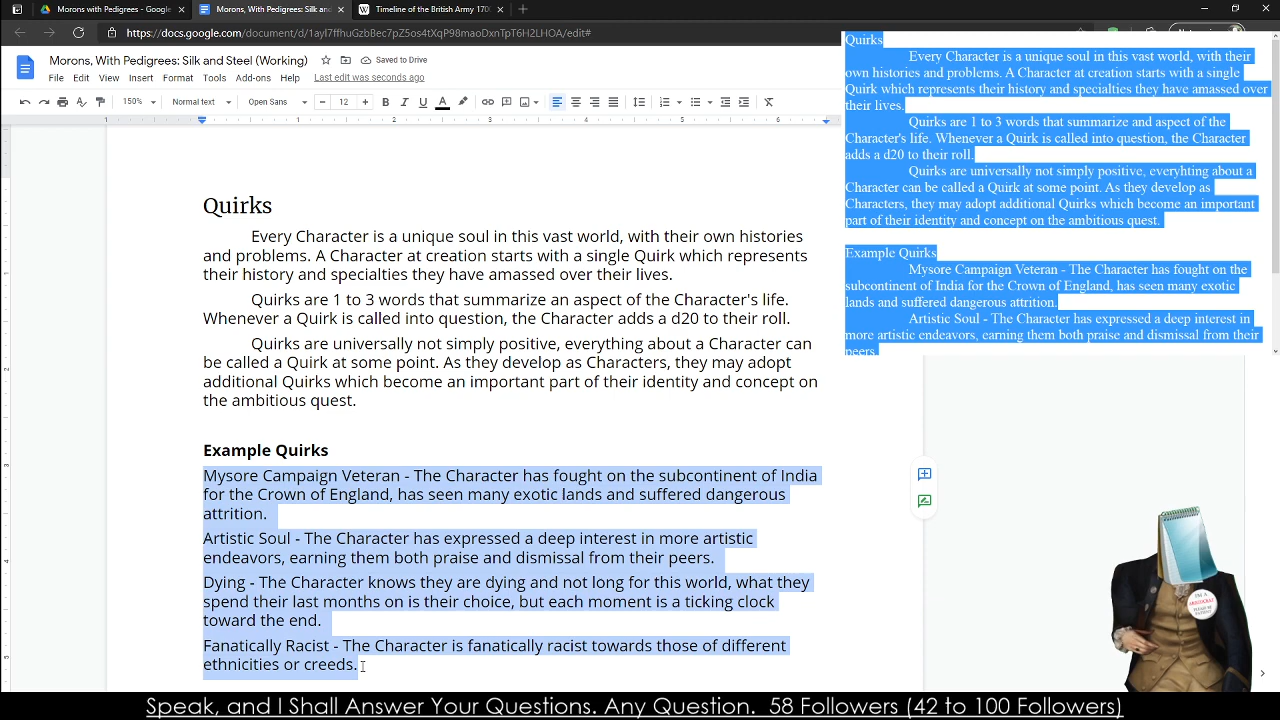 Morons with Pedigrees - Google
Morons, With Pedigrees: Silk and
Timeline of the British Army 170
https://docs.google.com/document/d/1ayI7ffhuGzbBec7pZ5os4tXqP98maoDxnTpT6H2LHOA/edit#
Morons, With Pedigrees: Silk and Steel (Working)
Saved to Drive
File Edit View Insert Format Tools Add-ons Help Last edit was seconds ago
150% Normal text Open Sans 12
1 1 2 3 4 5 6
Quirks
Every Character is a unique soul in this vast world, with their own histories
and problems. A Character at creation starts with a single Quirk which represents
their history and specialties they have amassed over their lives.
Quirks are 1 to 3 words that summarize an aspect of the Character's life.
Whenever a Quirk is called into question, the Character adds a d20 to their roll.
Quirks are universally not simply positive, everything about a Character can
be called a Quirk at some point. As they develop as Characters, they may adopt
additional Quirks which become an important part of their identity and concept on
the ambitious quest.
Example Quirks
Mysore Campaign Veteran - The Character has fought on the subcontinent of India
for the Crown of England, has seen many exotic lands and suffered dangerous
attrition.
Artistic Soul - The Character has expressed a deep interest in more artistic
endeavors, earning them both praise and dismissal from their peers.
Dying - The Character knows they are dying and not long for this world, what they
spend their last months on is their choice, but each moment is a ticking clock
toward the end.
Fanatically Racist - The Character is fanatically racist towards those of different
ethnicities or creeds.
Quirks
Every Character is a unique soul in this vast world, with their
own histories and problems. A Character at creation starts with a single
Quirk which represents their history and specialties they have amassed over
their lives.
Quirks are 1 to 3 words that summarize and aspect of the
Character's life. Whenever a Quirk is called into question, the Character
adds a d20 to their roll.
Quirks are universally not simply positive, everyhting about a
Character can be called a Quirk at some point. As they develop as
Characters, they may adopt additional Quirks which become an important
part of their identity and concept on the ambitious quest.
Example Quirks
Mysore Campaign Veteran - The Character has fought on the
subcontinent of India for the Crown of England, has seen many exotic
lands and suffered dangerous attrition.
Artistic Soul - The Character has expressed a deep interest in
more artistic endeavors, earning them both praise and dismissal from their
peers.
I'M A
ARISTOCRAT
PLEASE BE
PATIENT
Speak, and I Shall Answer Your Questions. Any Question. 58 Followers (42 to 100 Followers)